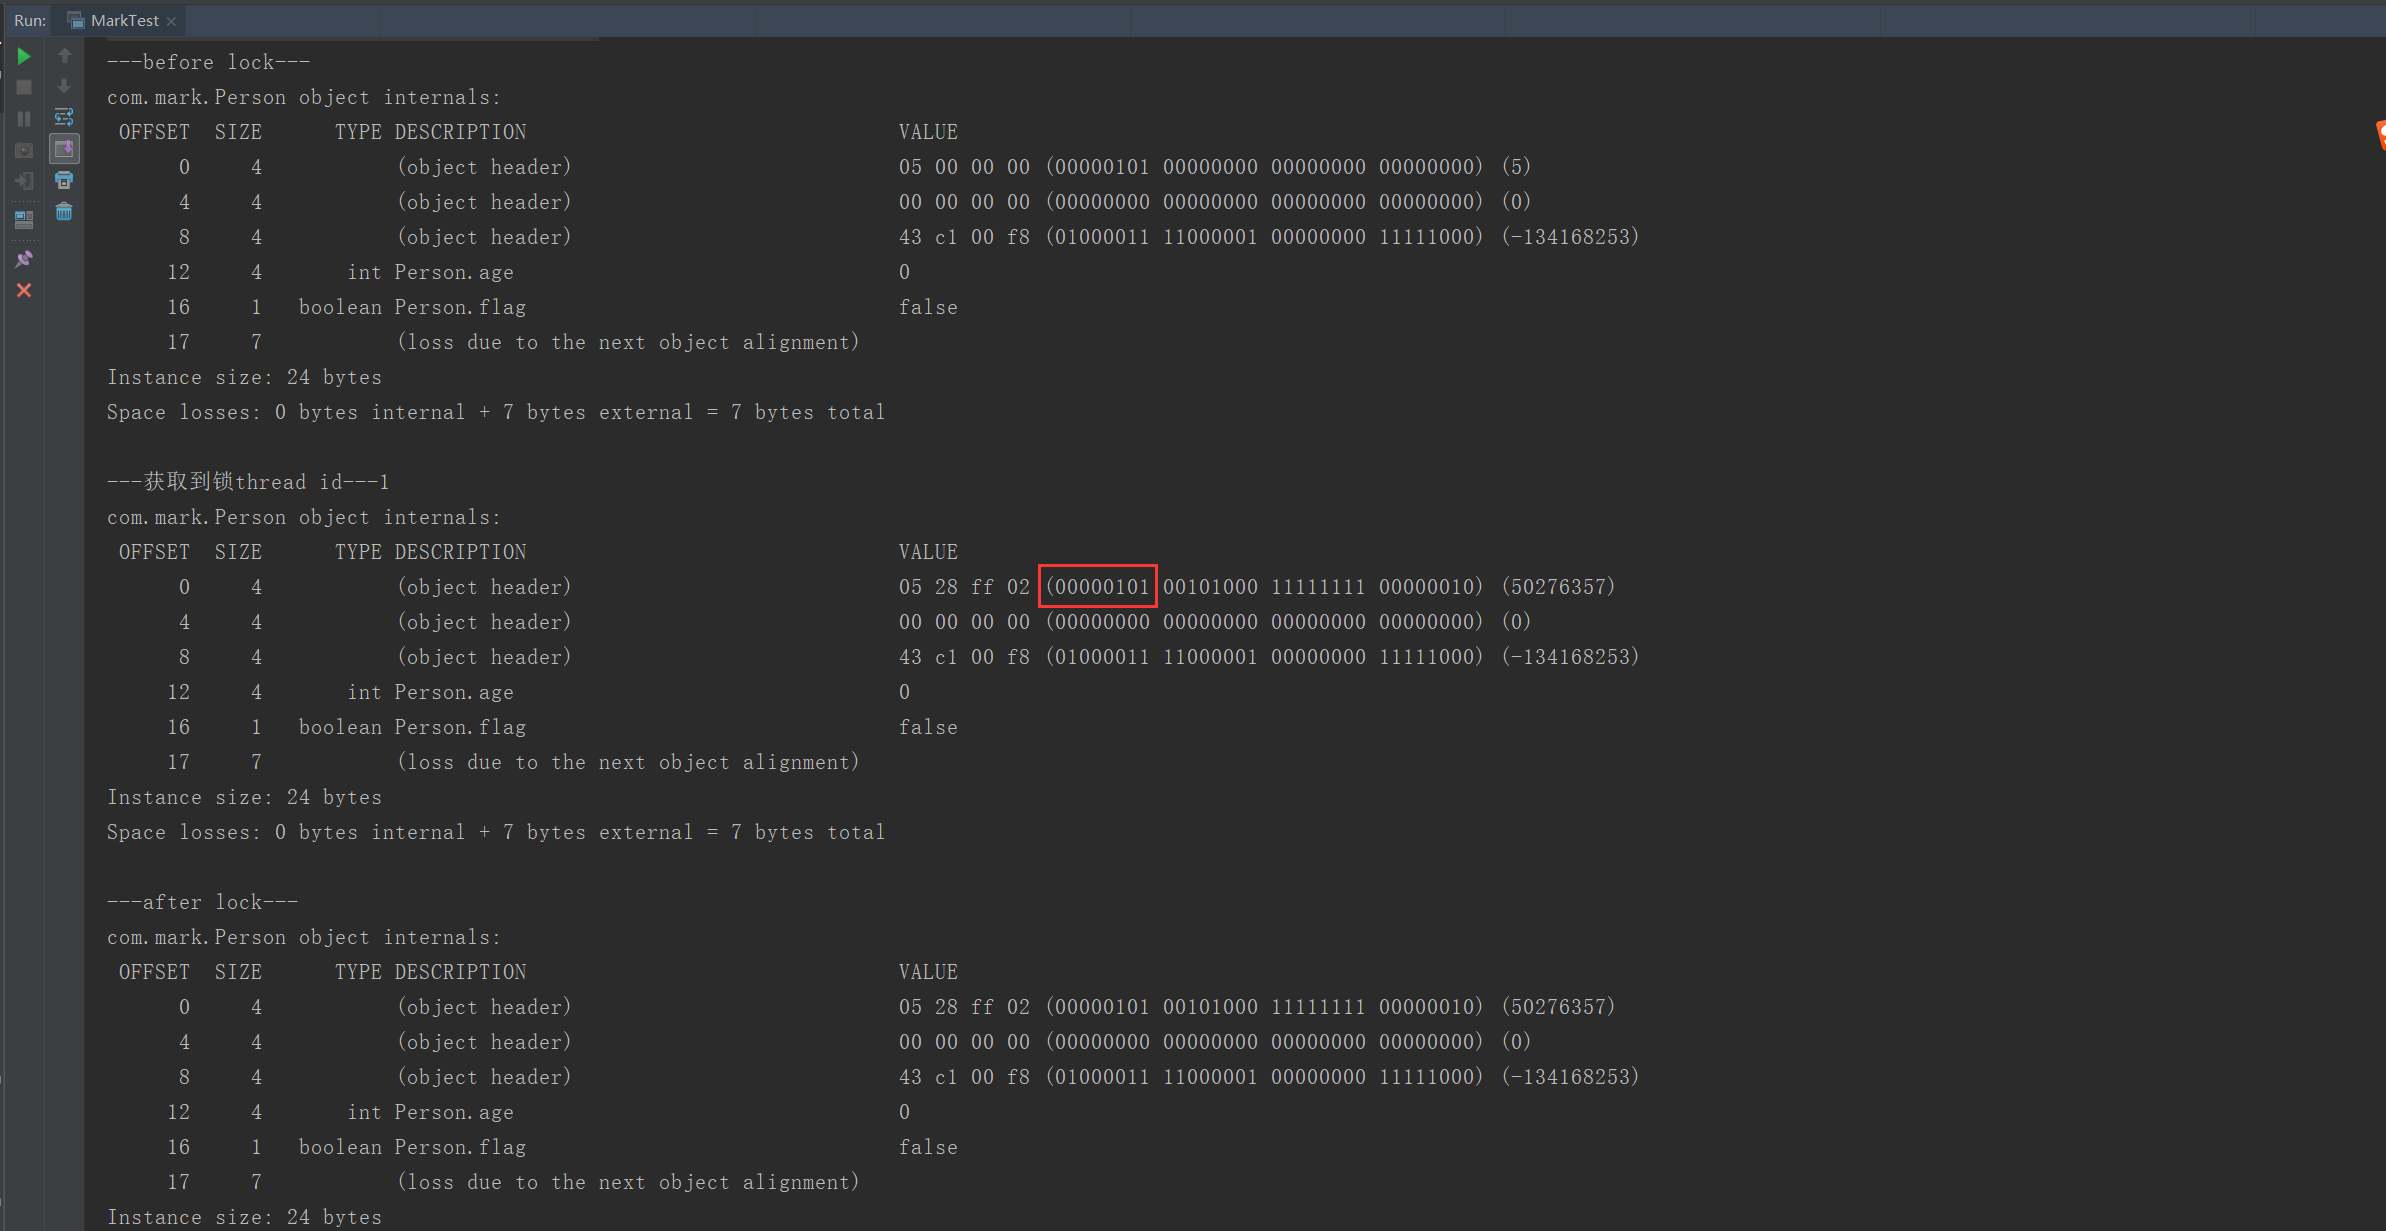 Run: MarkTest
---before lock---
com.mark.Person object internals:
OFFSET SIZE TYPE DESCRIPTION VALUE
0 4 (object header) 05 00 00 00 (00000101 00000000 00000000 00000000) (5)
4 4 (object header) 00 00 00 00 (00000000 00000000 00000000 00000000) (0)
8 4 (object header) 43 c1 00 f8 (01000011 11000001 00000000 11111000) (-134168253)
12 4 int Person.age 0
16 1 boolean Person.flag false
17 7 (loss due to the next object alignment)
Instance size: 24 bytes
Space losses: 0 bytes internal + 7 bytes external = 7 bytes total
---获取到锁thread id---1
com.mark.Person object internals:
OFFSET SIZE TYPE DESCRIPTION VALUE
0 4 (object header) 05 28 ff 02 (00000101 00101000 11111111 00000010) (50276357)
4 4 (object header) 00 00 00 00 (00000000 00000000 00000000 00000000) (0)
8 4 (object header) 43 c1 00 f8 (01000011 11000001 00000000 11111000) (-134168253)
12 4 int Person.age 0
16 1 boolean Person.flag false
17 7 (loss due to the next object alignment)
Instance size: 24 bytes
Space losses: 0 bytes internal + 7 bytes external = 7 bytes total
---after lock---
com.mark.Person object internals:
OFFSET SIZE TYPE DESCRIPTION VALUE
0 4 (object header) 05 28 ff 02 (00000101 00101000 11111111 00000010) (50276357)
4 4 (object header) 00 00 00 00 (00000000 00000000 00000000 00000000) (0)
8 4 (object header) 43 c1 00 f8 (01000011 11000001 00000000 11111000) (-134168253)
12 4 int Person.age 0
16 1 boolean Person.flag false
17 7 (loss due to the next object alignment)
Instance size: 24 bytes